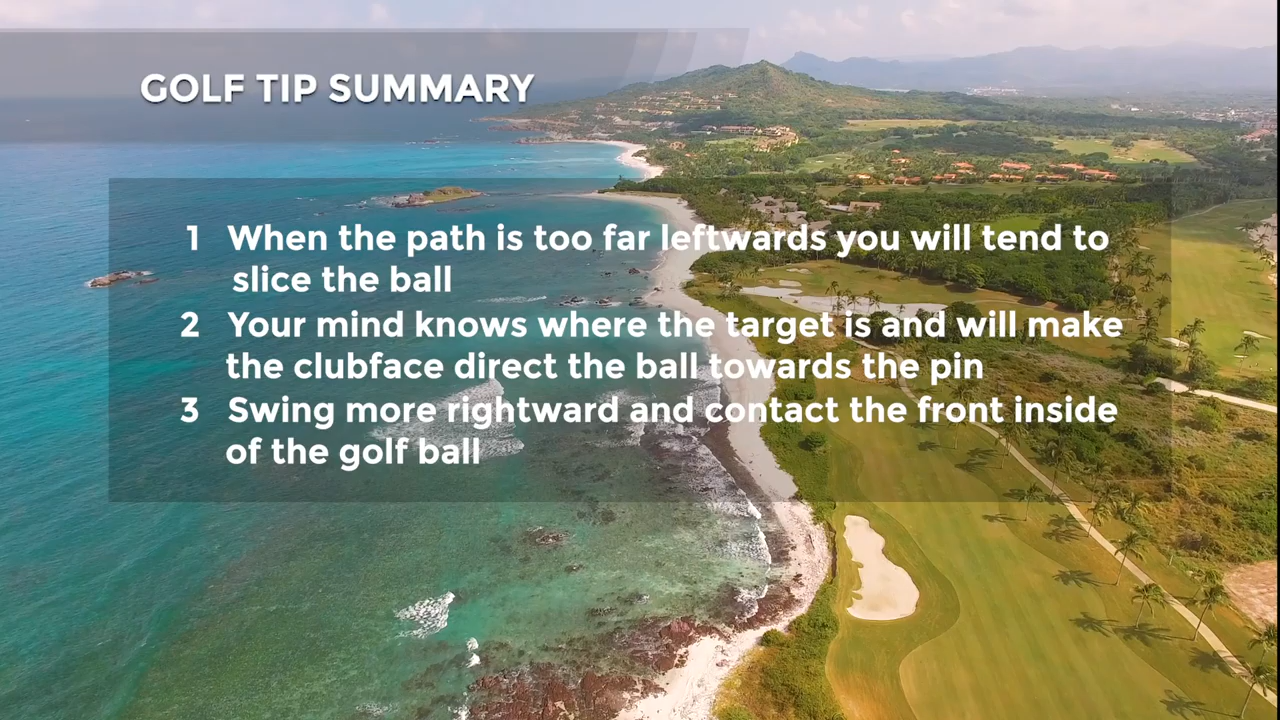 GOLF TIP SUMMARY
1 When the path is too far leftwards you will tend to
slice the ball
2 Your mind knows where the target is and will make
the clubface direct the ball towards the pin
3 Swing more rightward and contact the front inside
of the golf ball